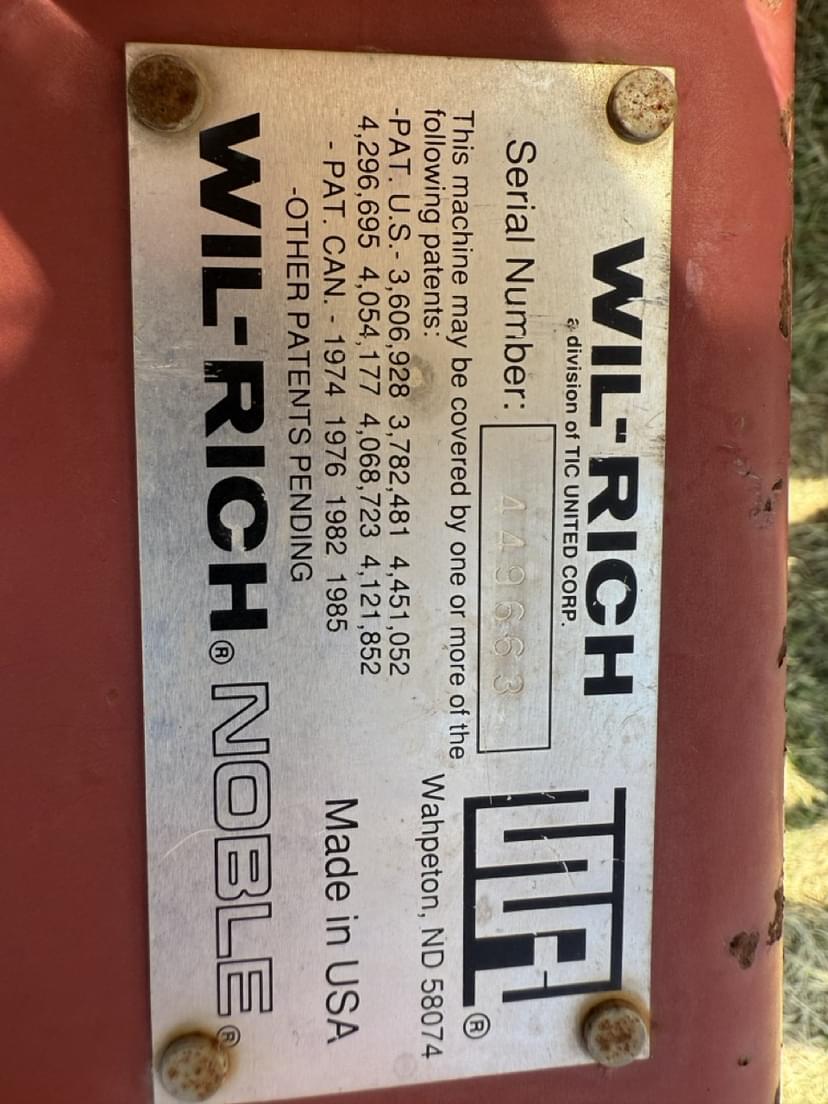 WIL-RICH
a division of TIC UNITED CORP.
Serial Number: 449663
This machine may be covered by one or more of the
following patents:
-PAT. U.S.- 3,606,928 3,782,481 4,451,052
4,296,695 4,054,177 4,068,723 4,121,852
- PAT. CAN. - 1974 1976 1982 1985
-OTHER PATENTS PENDING
®
Wahpeton, ND 58074
Made in USA
WIL-RICH® NOBLE®